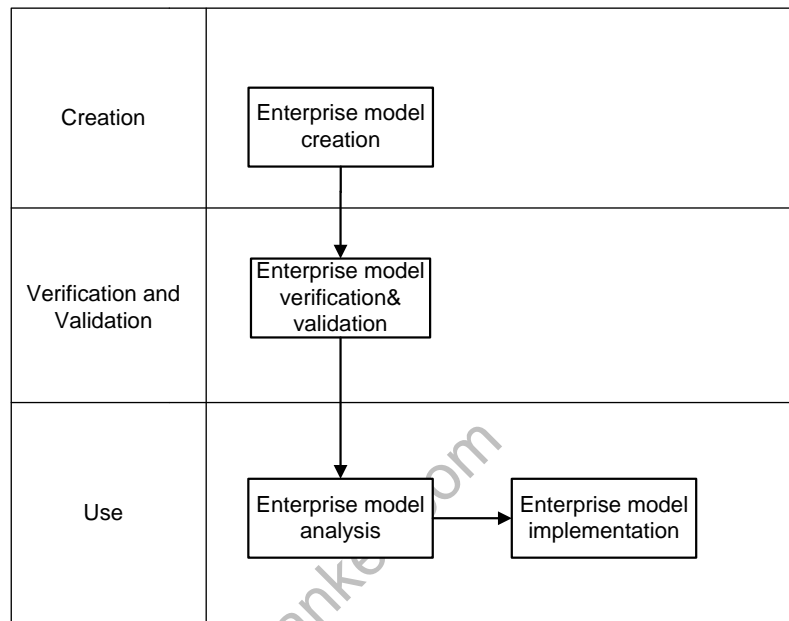 Creation
Enterprise model
creation
Verification and
Validation
Enterprise model
verification&
validation
Use
Enterprise model
analysis
Enterprise model
implementation